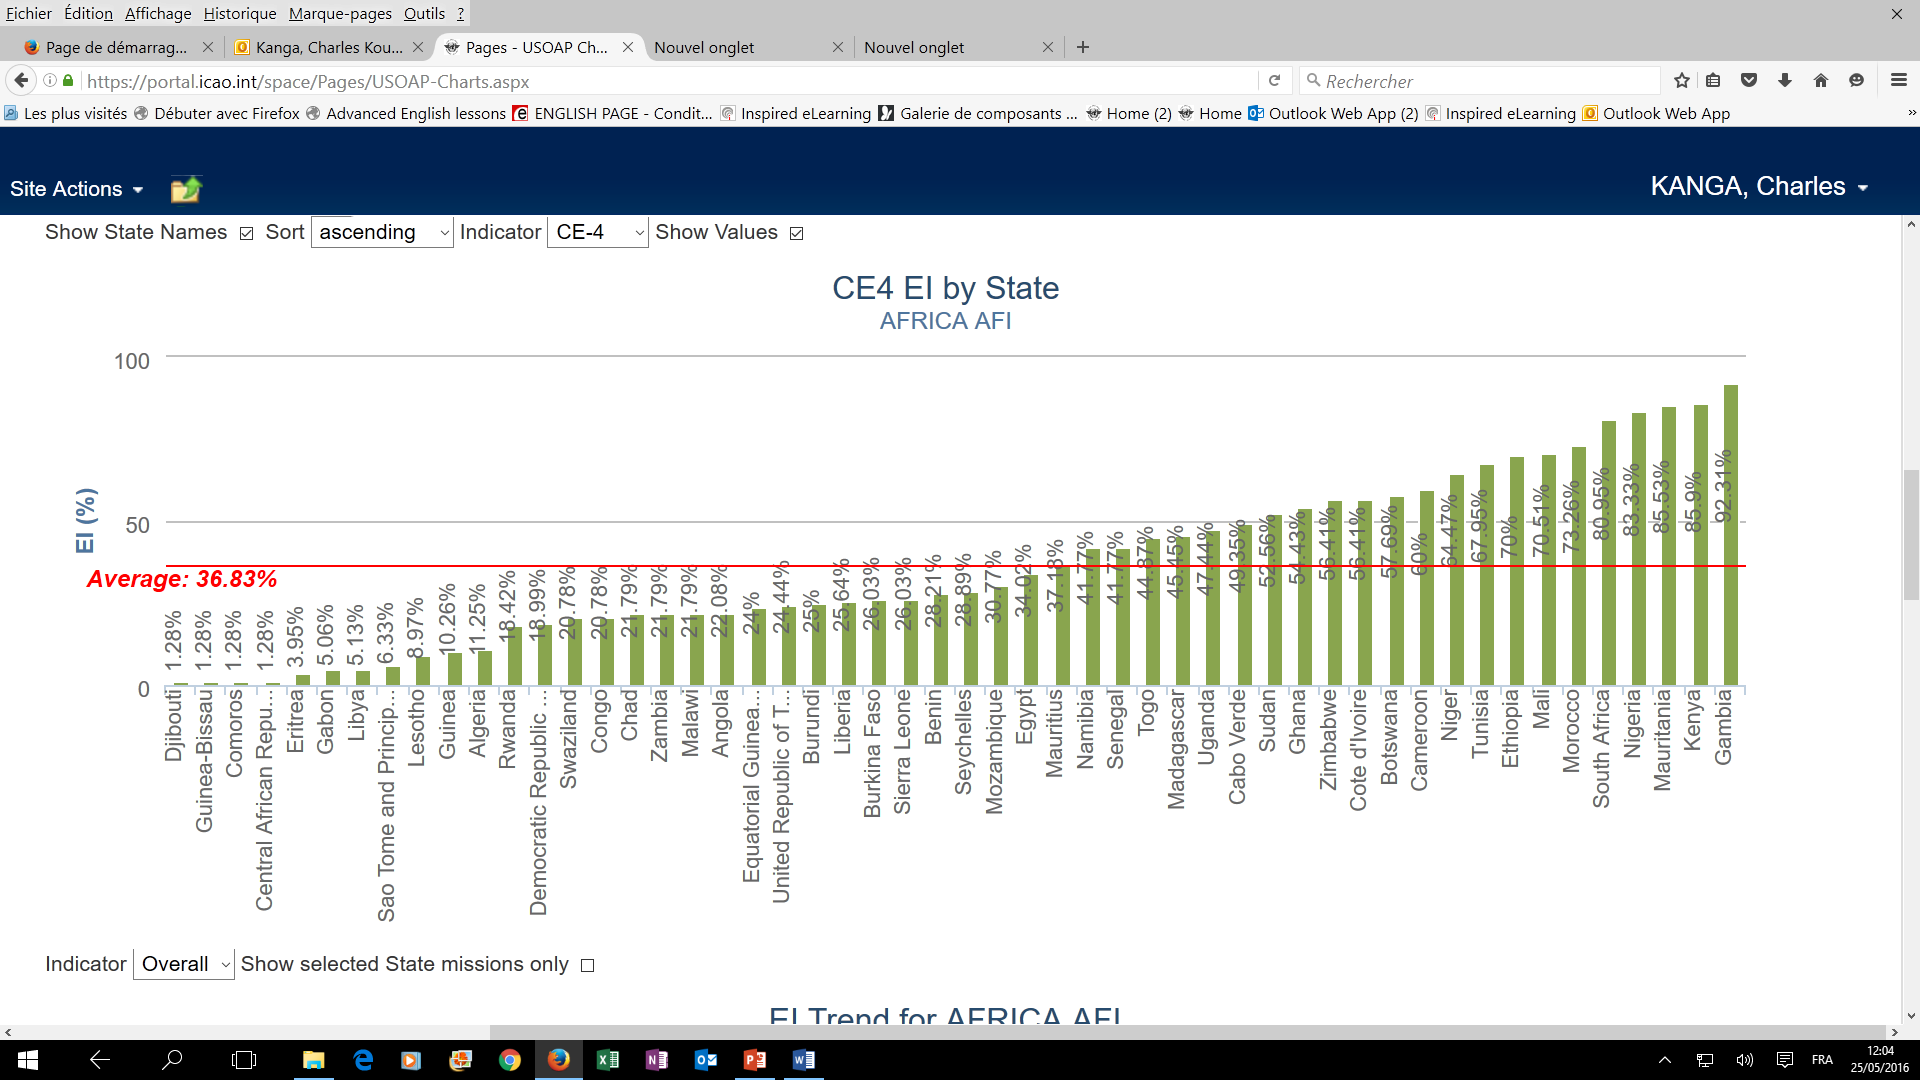 Fichier Édition Affichage Historique Marque-pages Outils ?
Page de démarrag... Kanga, Charles Kou... Pages - USOAP Ch... Nouvel onglet Nouvel onglet
https://portal.icao.int/space/Pages/USOAP-Charts.aspx Rechercher
Les plus visités Débuter avec Firefox Advanced English lessons ENGLISH PAGE - Condit... Inspired eLearning Galerie de composants ... Home (2) Home Outlook Web App (2) Inspired eLearning Outlook Web App »
Site Actions KANGA, Charles
Show State Names Sort ascending Indicator CE-4 Show Values
CE4 EI by State
AFRICA AFI
EI (%)
100
50
0
Average: 36.83%
1.28% 1.28% 1.28% 1.28% 3.95% 5.06% 5.13% 6.33% 8.97% 10.26% 11.25% 18.42% 18.99% 20.78% 20.78% 21.79% 21.79% 21.79% 22.08% 24% 24.44% 25% 25.64% 26.03% 26.03% 28.21% 28.89% 30.77% 34.02% 37.18% 41.77% 41.77% 44.87% 45.45% 47.44% 49.35% 52.56% 54.43% 56.41% 56.41% 57.69% 60% 64.47% 67.95% 70% 70.51% 73.26% 80.95% 83.33% 85.53% 85.9% 92.31%
Djibouti
Guinea-Bissau
Comoros
Central African Repu...
Eritrea
Gabon
Libya
Sao Tome and Princip...
Lesotho
Guinea
Algeria
Rwanda
Democratic Republic ...
Swaziland
Congo
Chad
Zambia
Malawi
Angola
Equatorial Guinea...
United Republic of T...
Burundi
Liberia
Burkina Faso
Sierra Leone
Benin
Seychelles
Mozambique
Egypt
Mauritius
Namibia
Senegal
Togo
Madagascar
Uganda
Cabo Verde
Sudan
Ghana
Zimbabwe
Cote d'Ivoire
Botswana
Cameroon
Niger
Tunisia
Ethiopia
Mali
Morocco
South Africa
Nigeria
Mauritania
Kenya
Gambia
Indicator Overall Show selected State missions only
EI Trend for AFRICA AFI
FRA
12:04
25/05/2016